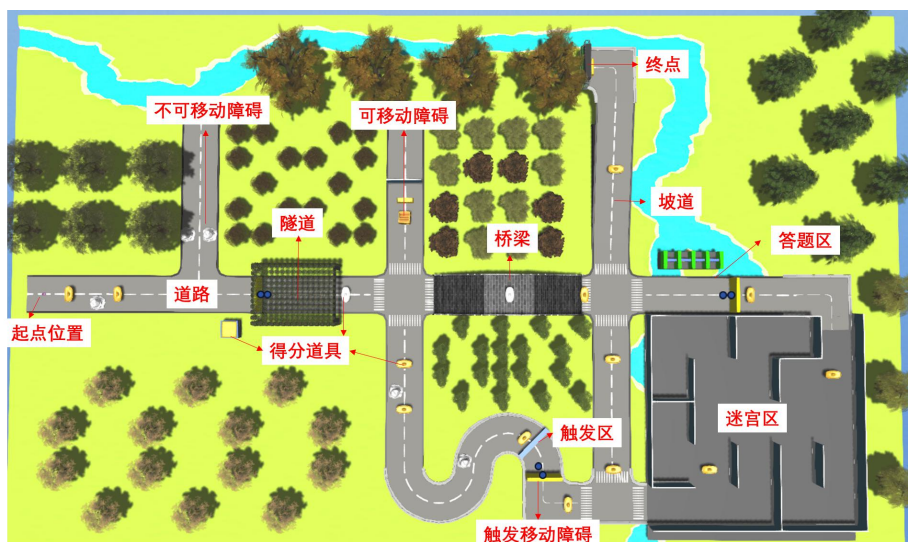 终点
不可移动障碍
可移动障碍
坡道
隧道
桥梁
答题区
道路
起点位置
得分道具
迷宫区
触发区
触发移动障碍